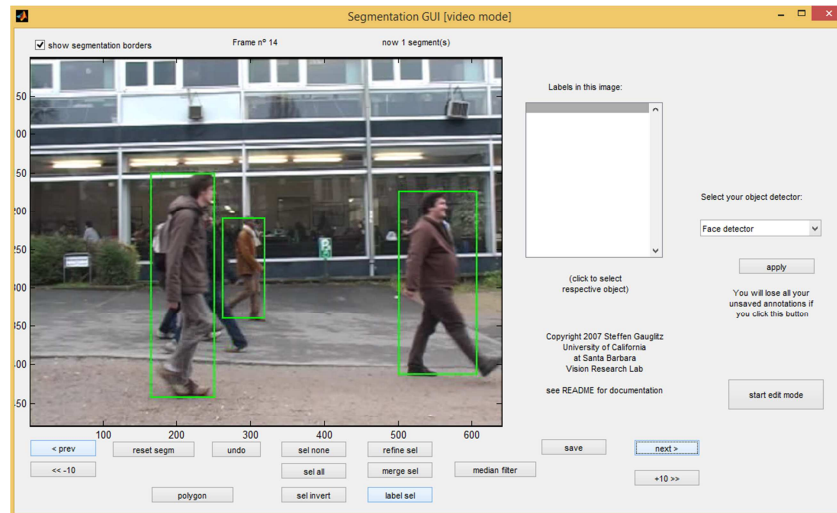 Segmentation GUI [video mode]
show segmentation borders
Frame nº 14
now 1 segment(s)
50
00
50
200
250
300
350
400
450
100 200 300 400 500 600
Labels in this image:
(click to select
respective object)
Copyright 2007 Steffen Gauglitz
University of California
at Santa Barbara
Vision Research Lab
see README for documentation
Select your object detector:
Face detector
apply
You will lose all your
unsaved annotations if
you click this button
start edit mode
< prev
reset segm
undo
sel none
refine sel
save
next >
<< -10
sel all
merge sel
median filter
+10 >>
polygon
sel invert
label sel